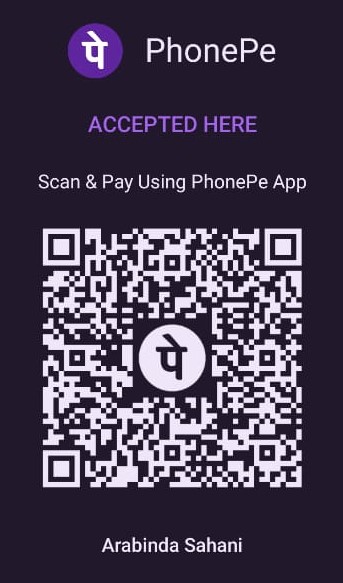 पे PhonePe
ACCEPTED HERE
Scan & Pay Using PhonePe App
पे
Arabinda Sahani